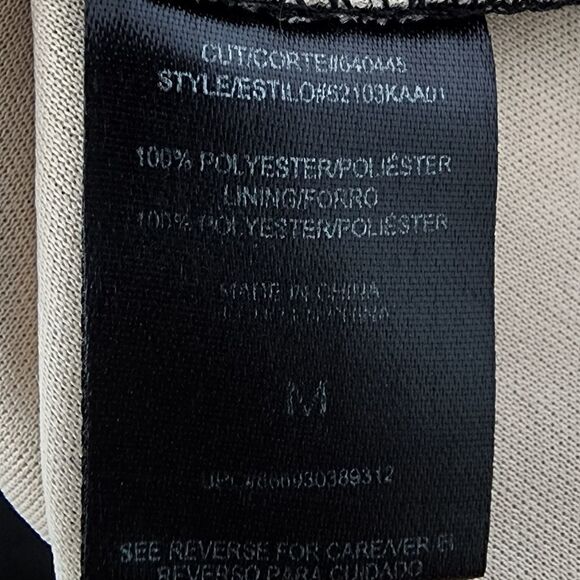 CUT/CORTE#640445
STYLE/ESTILO#52103KAA01
100% POLYESTER/POLIÉSTER
LINING/FORRO
100% POLYESTER/POLIÉSTER
MADE IN CHINA
M
SEE REVERSE FOR CARE/VER EL
REVERSO PARA CUIDADO